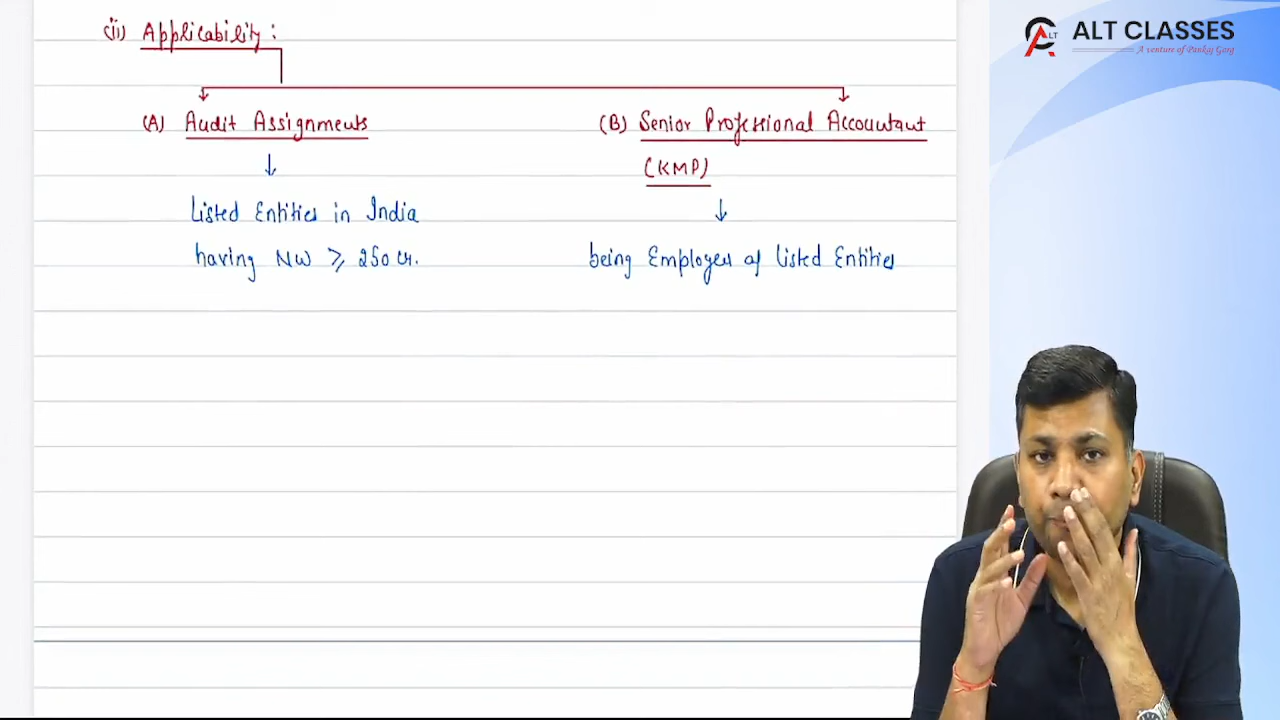 (ii) Applicability :
(A) Audit Assignments
(B) Senior Professional Accountant
(KMP)
Listed Entities in India
having NW ≥ 250 Cr.
being Employees of Listed Entities
ALT
ALT CLASSES
A venture of Pankaj Garg